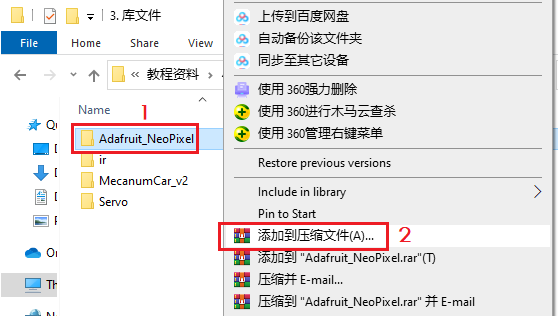 3. 库文件
File
Home
Share
View
教程资料
Name
1
Adafruit_NeoPixel
ir
MecanumCar_v2
Servo
上传到百度网盘
自动备份该文件夹
同步至其它设备
使用 360强力删除
使用 360进行木马云查杀
使用 360管理右键菜单
Restore previous versions
Include in library
Pin to Start
添加到压缩文件(A)...
2
添加到 "Adafruit_NeoPixel.rar"(T)
压缩并 E-mail...
压缩到 "Adafruit_NeoPixel.rar" 并 E-mail